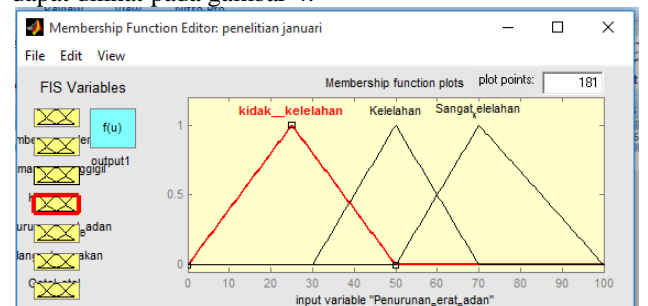 dapat dilihat pada gambar 4.
Membership Function Editor: penelitian januari
File Edit View
FIS Variables
Membership function plots
plot points:
181
f(u)
output1
kidak__kelelahan
Kelelahan
Sangat
elelahan
1
0.5
0
0 10 20 30 40 50 60 70 80 90 100
input variable "Penurunan_erat_adan"